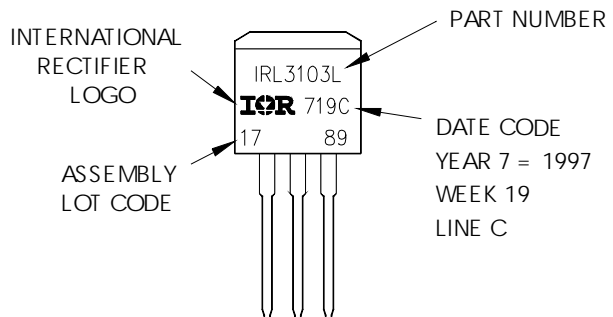 INTERNATIONAL
RECTIFIER
LOGO
ASSEMBLY
LOT CODE
IRL3103L
IOR 719C
17 89
PART NUMBER
DATE CODE
YEAR 7 = 1997
WEEK 19
LINE C